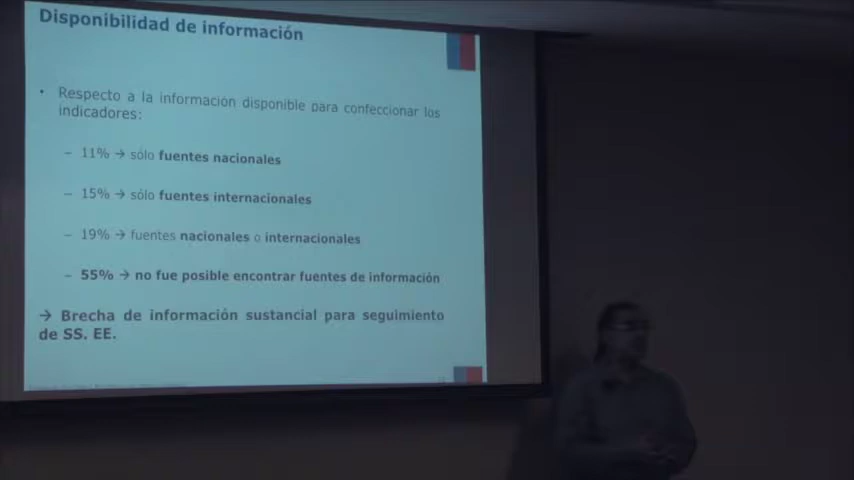 Disponibilidad de información
• Respecto a la información disponible para confeccionar los
indicadores:
– 11% → sólo fuentes nacionales
– 15% → sólo fuentes internacionales
– 19% → fuentes nacionales o internacionales
– 55% → no fue posible encontrar fuentes de información
→ Brecha de información sustancial para seguimiento
de SS. EE.